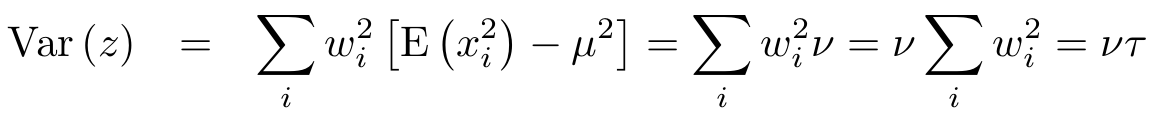 Var (z) = ∑_i w_i^2 [E (x_i^2) − μ^2] = ∑_i w_i^2 ν = ν ∑_i w_i^2 = ντ